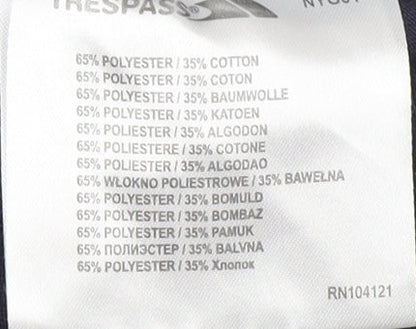 TRESPASS
65% POLYESTER / 35% COTTON
65% POLYESTER / 35% COTON
65% POLYESTER / 35% BAUMWOLLE
65% POLYESTER / 35% KATOEN
65% POLIESTER / 35% ALGODON
65% POLIESTERE / 35% COTONE
65% POLIESTER / 35% ALGODAO
65% WŁOKNO POLIESTROWE / 35% BAWEŁNA
65% POLYESTER / 35% BOMULD
65% POLYESTER / 35% BOMBAZ
65% POLYESTER / 35% PAMUK
65% ПОЛИЭСТЕР / 35% BALVNA
65% POLYESTER / 35% Хлопок
RN104121